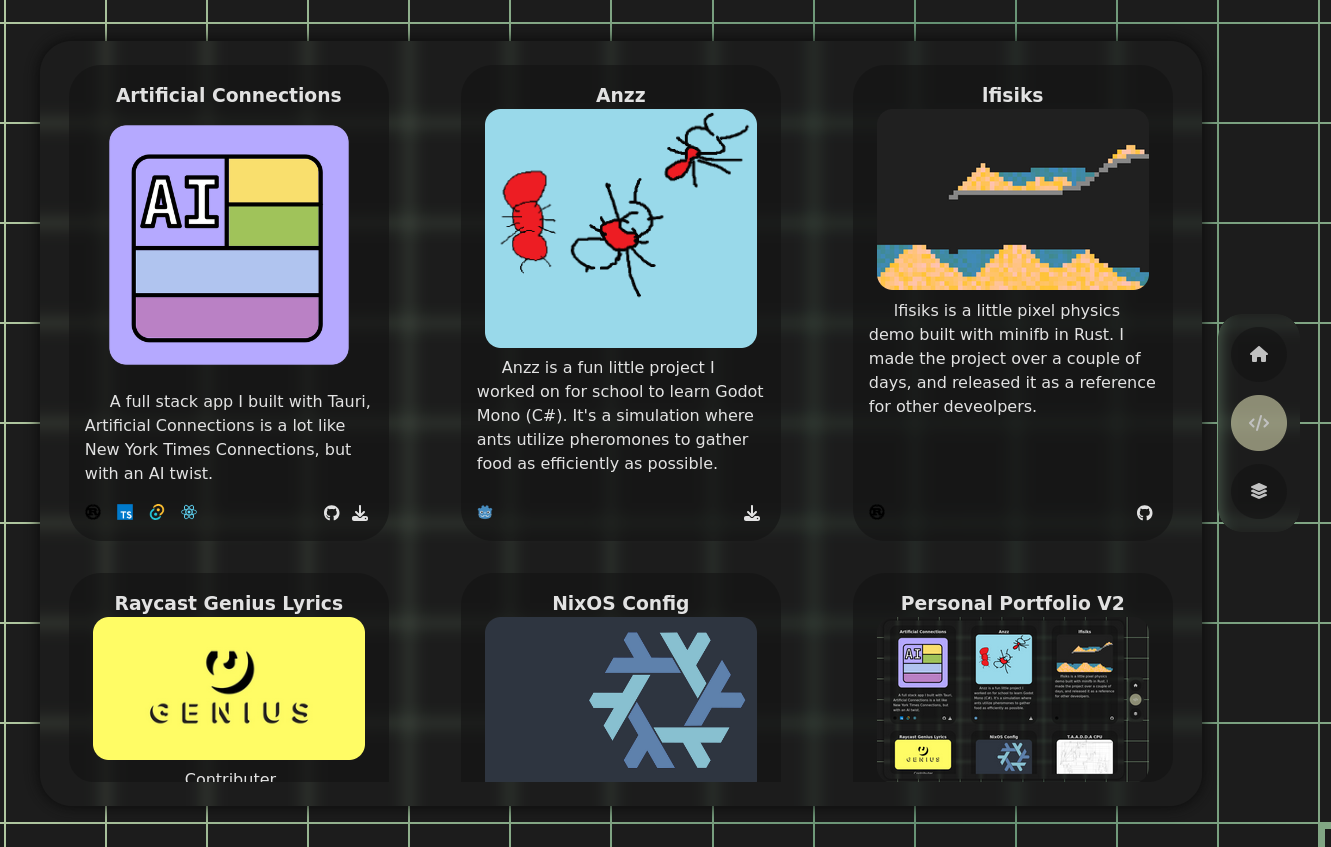 Artificial Connections
AI
A full stack app I built with Tauri,
Artificial Connections is a lot like
New York Times Connections, but
with an AI twist.
TS
Anzz
Anzz is a fun little project I
worked on for school to learn Godot
Mono (C#). It's a simulation where
ants utilize pheromones to gather
food as efficiently as possible.
lfisiks
lfisiks is a little pixel physics
demo built with minifb in Rust. I
made the project over a couple of
days, and released it as a reference
for other deveolpers.
Raycast Genius Lyrics
GENIUS
Contributer
NixOS Config
Personal Portfolio V2
Artificial Connections
AI
Anzz
lfisiks
Raycast Genius Lyrics
GENIUS
NixOS Config
T.A.A.D.D.A CPU